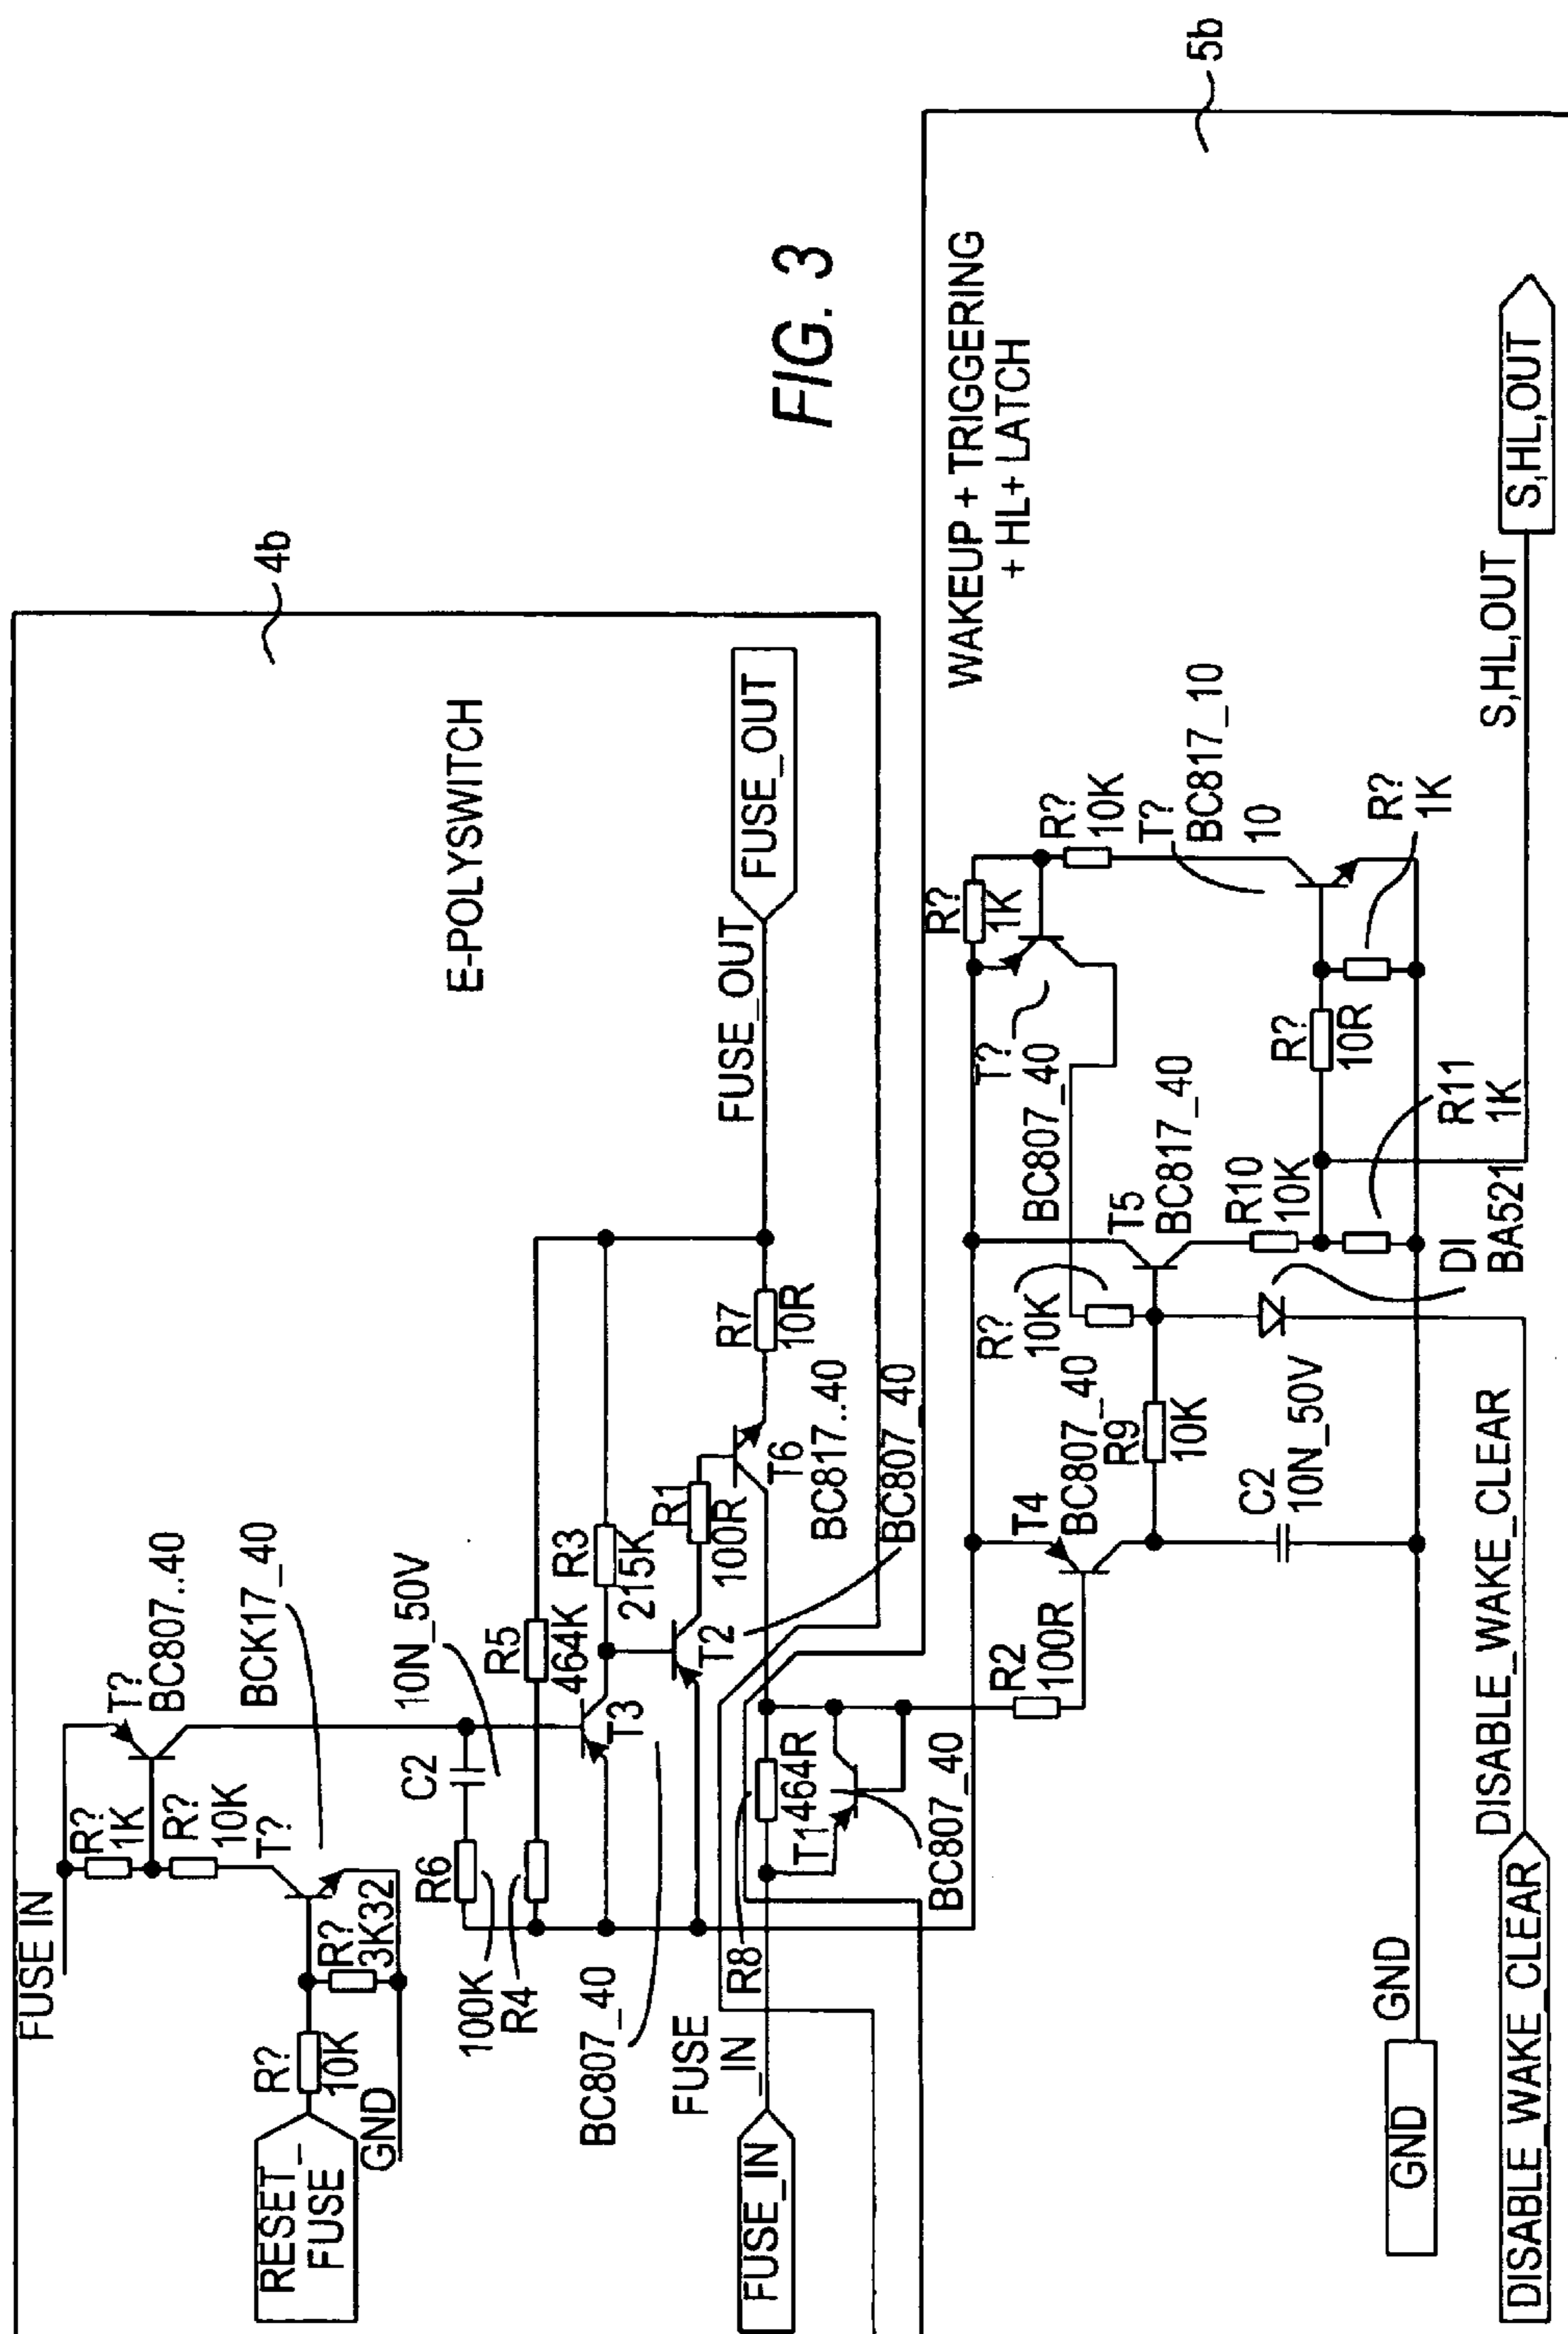 FUSE IN
R?
1K
T?
BC807..40
R?
10K
T?
BCK17_40
RESET_
FUSE
R?
10K
R?
3K32
GND
4b
E-POLYSWITCH
R6
100K
C2
10N_50V
R4
R5
464K
R3
215K
T3
BC807_40
T2
BC807_40
R1
100R
T6
BC817..40
R7
10R
FUSE_OUT
FUSE_OUT
FUSE_IN
FUSE
_IN
R8
464R
T1
BC807_40
FIG. 3
5b
WAKEUP + TRIGGERING
+ HL+ LATCH
R2
100R
T4
BC807_40
R9
10K
C2
10N_50V
R?
10K
T5
BC817_40
R10
10K
R11
1K
DI
BA521
T?
BC807_40
R?
1K
R?
10K
T?
BC817_10
10
R?
10R
R?
1K
GND
GND
DISABLE_WAKE_CLEAR
DISABLE_WAKE_CLEAR
DISABLE_WAKE_CLEAR
S,HL,OUT
S,HL,OUT